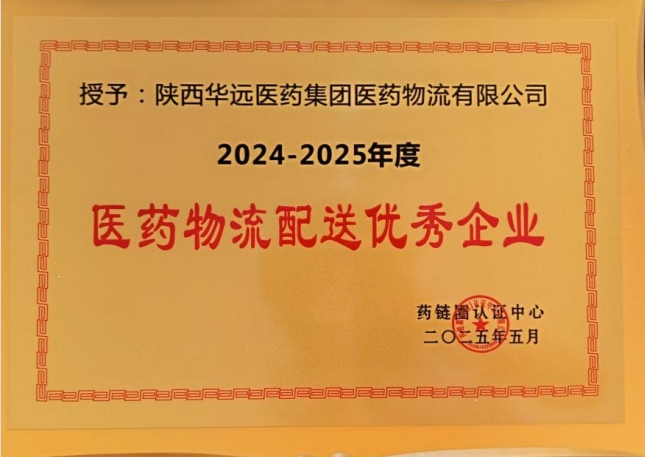 授予：陕西华远医药集团医药物流有限公司
2024-2025年度
医药物流配送优秀企业
药链圈认证中心
二〇二五年五月